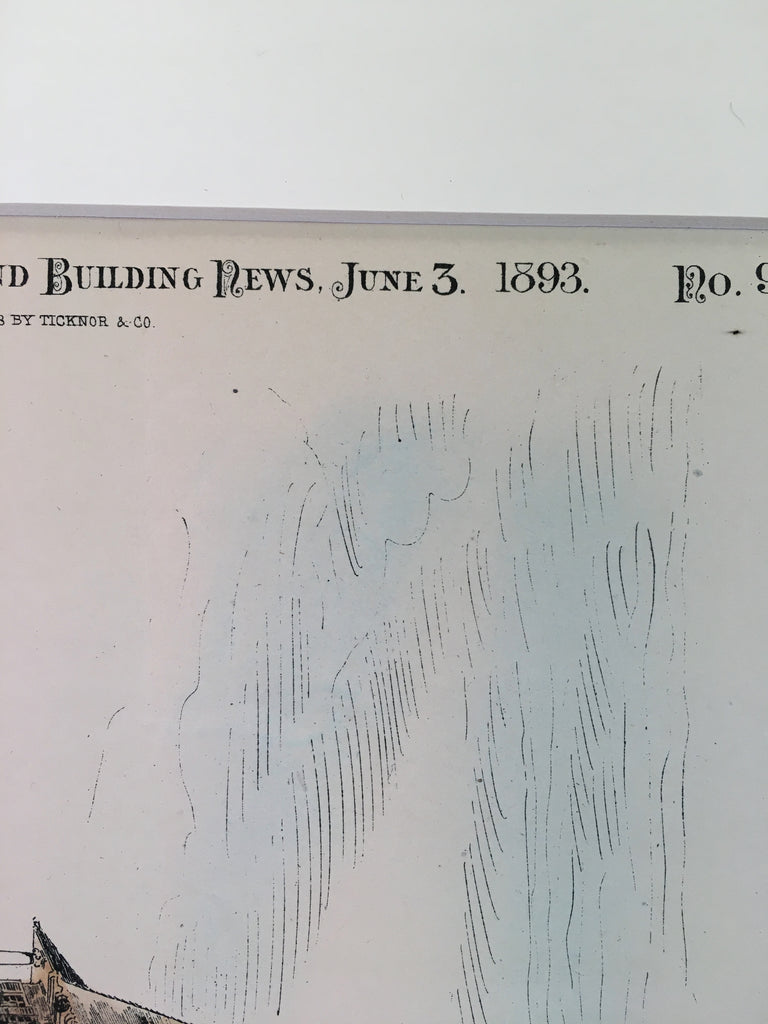 ND BUILDING NEWS, JUNE 3. 1893. NO. 9
BY TICKNOR & CO.